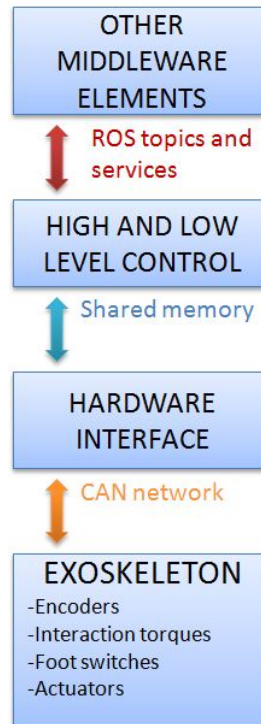 OTHER
MIDDLEWARE
ELEMENTS
ROS topics and
services
HIGH AND LOW
LEVEL CONTROL
Shared memory
HARDWARE
INTERFACE
CAN network
EXOSKELETON
-Encoders
-Interaction torques
-Foot switches
-Actuators